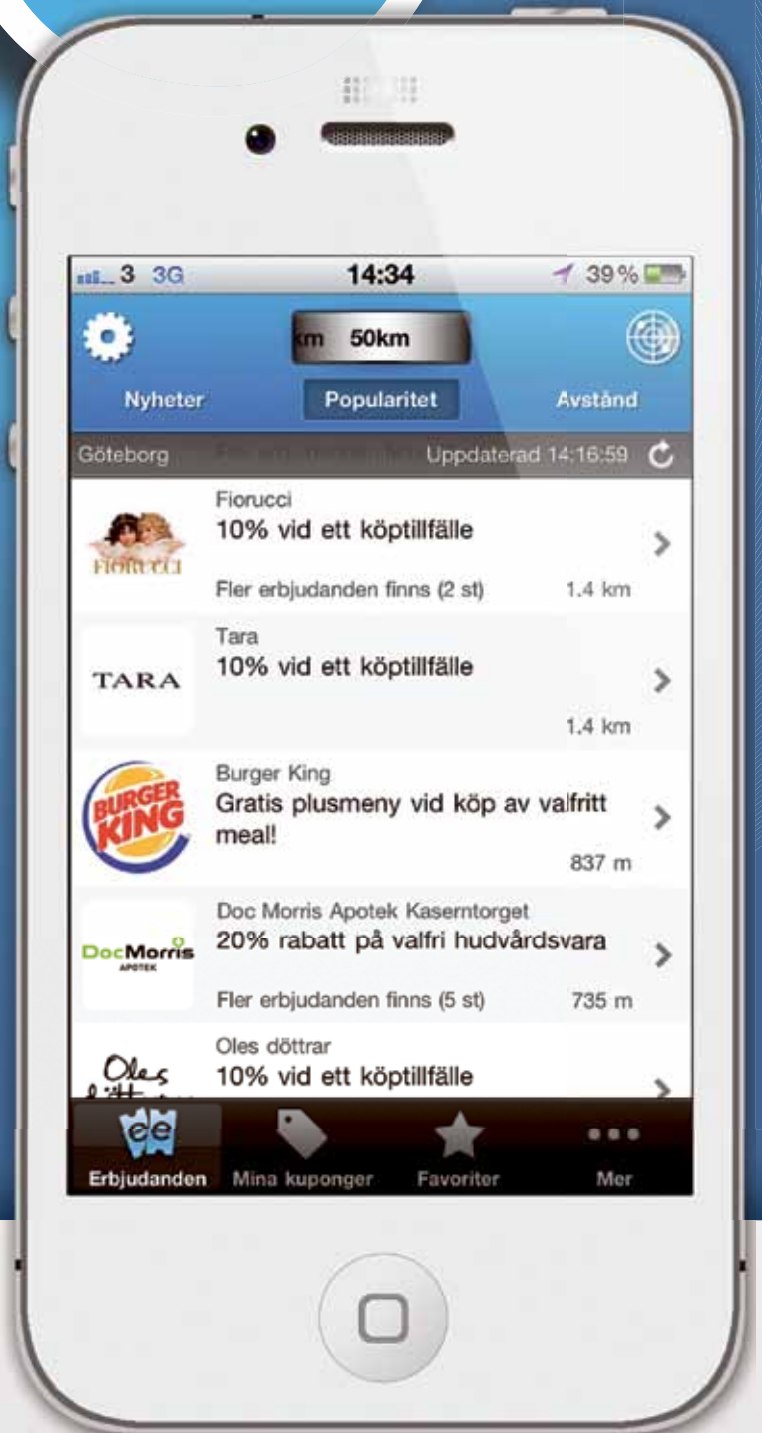 3 3G 14:34 39%
km 50km
Nyheter Popularitet Avstånd
Göteborg Uppdaterad 14:16:59
FIORUCCI
Fiorucci
10% vid ett köptillfälle
Fler erbjudanden finns (2 st) 1.4 km
TARA
Tara
10% vid ett köptillfälle
1.4 km
BURGER
KING
Burger King
Gratis plusmeny vid köp av valfritt
meal!
837 m
DocMorris
APOTEK
Doc Morris Apotek Kaserntorget
20% rabatt på valfri hudvårdsvara
Fler erbjudanden finns (5 st) 735 m
Oles
Oles döttrar
10% vid ett köptillfälle
ee
Erbjudanden Mina kuponger Favoriter Mer